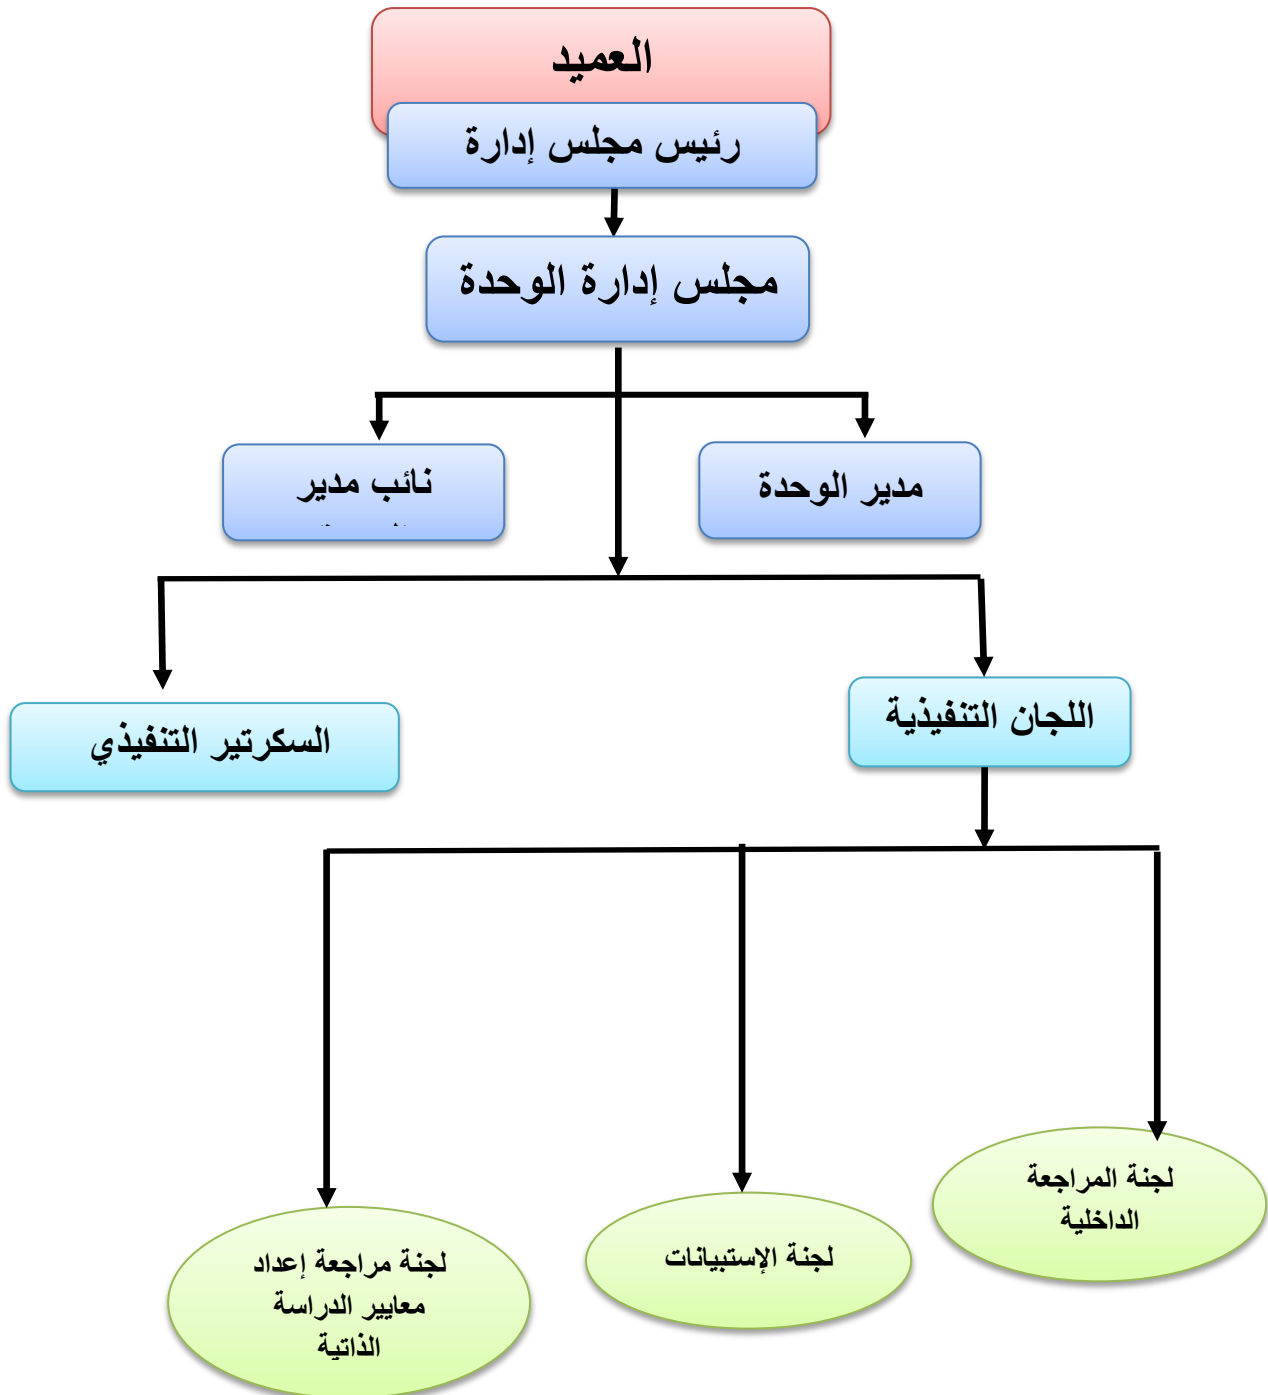 العميد
رئيس مجلس إدارة
مجلس إدارة الوحدة
مدير الوحدة
نائب مدير
اللجان التنفيذية
السكرتير التنفيذي
لجنة المراجعة
الداخلية
لجنة الإستبيانات
لجنة مراجعة إعداد
معايير الدراسة
الذاتية